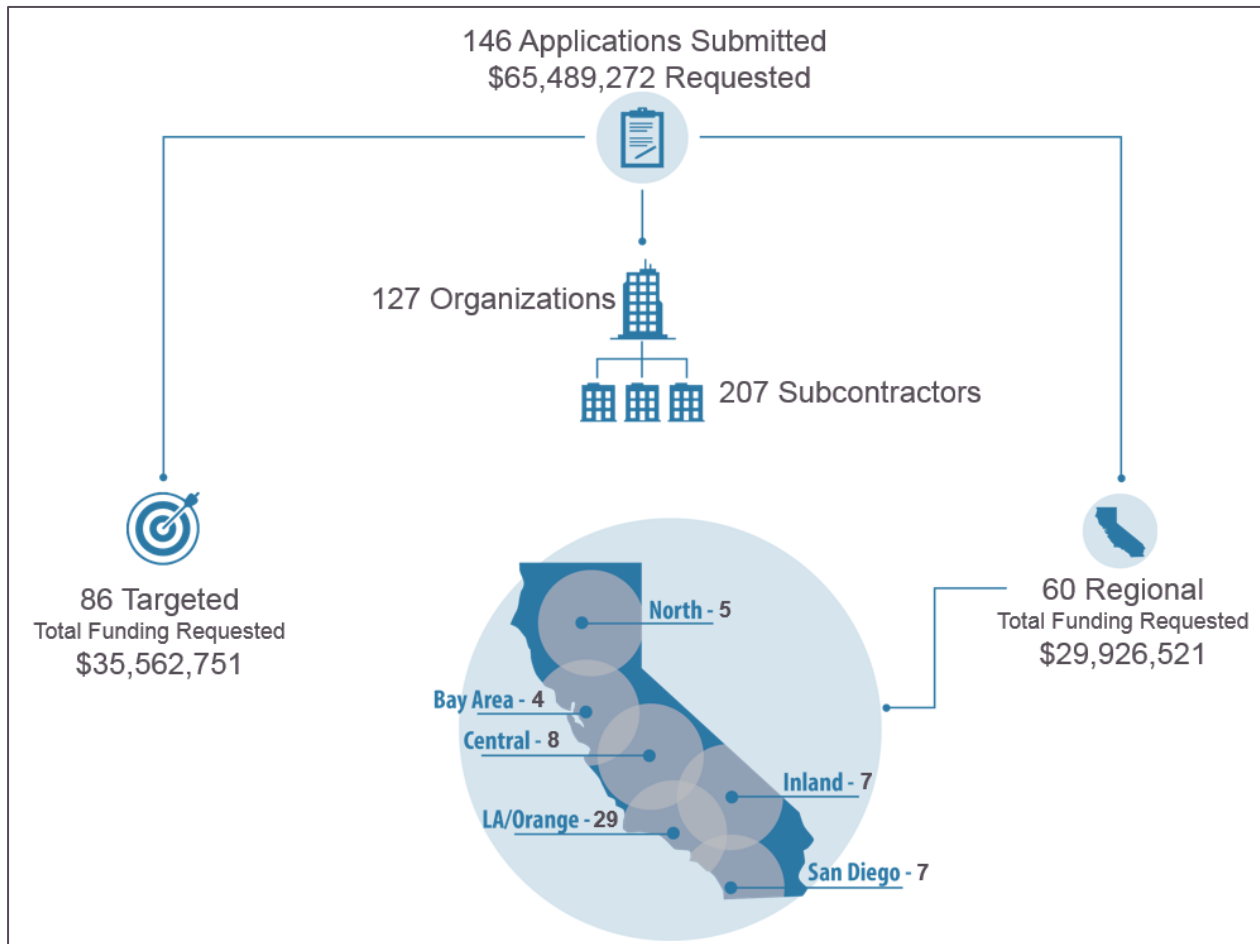 146 Applications Submitted
$65,489,272 Requested
127 Organizations
207 Subcontractors
86 Targeted
Total Funding Requested
$35,562,751
60 Regional
Total Funding Requested
$29,926,521
North - 5
Bay Area - 4
Central - 8
Inland - 7
LA/Orange - 29
San Diego - 7